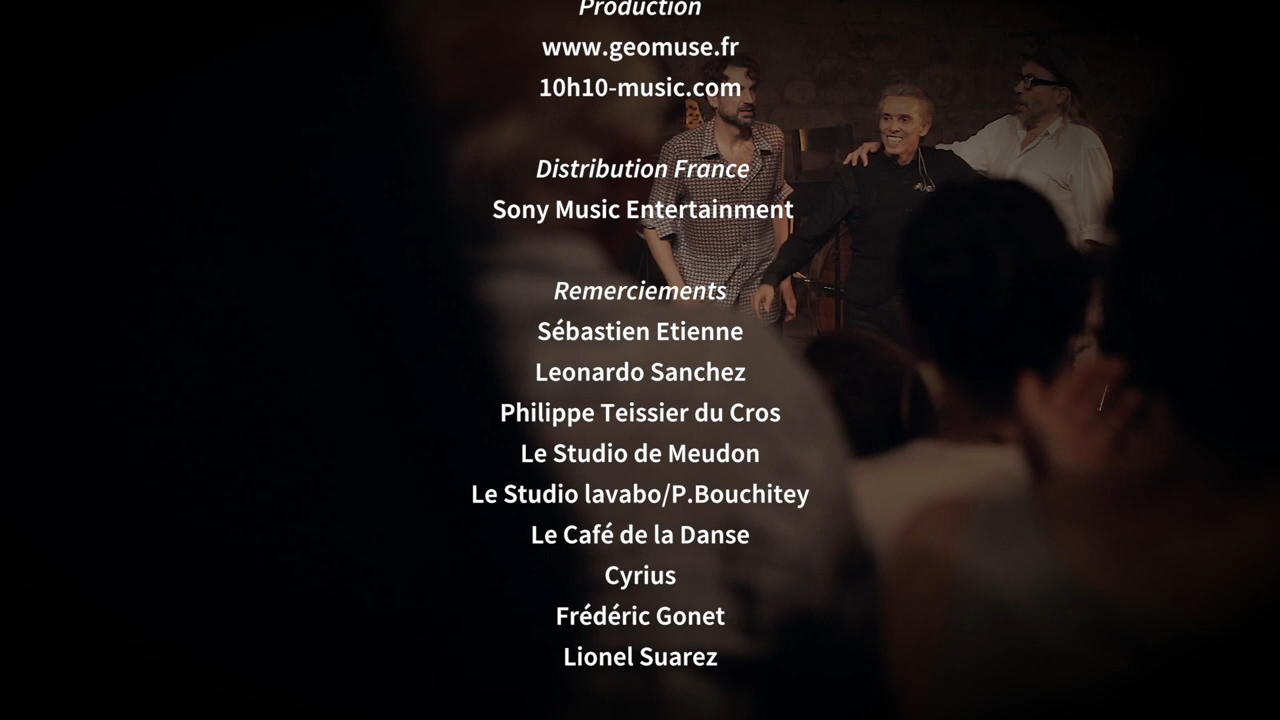 Production
www.geomuse.fr
10h10-music.com
Distribution France
Sony Music Entertainment
Remerciements
Sébastien Etienne
Leonardo Sanchez
Philippe Teissier du Cros
Le Studio de Meudon
Le Studio lavabo/P.Bouchitey
Le Café de la Danse
Cyrius
Frédéric Gonet
Lionel Suarez